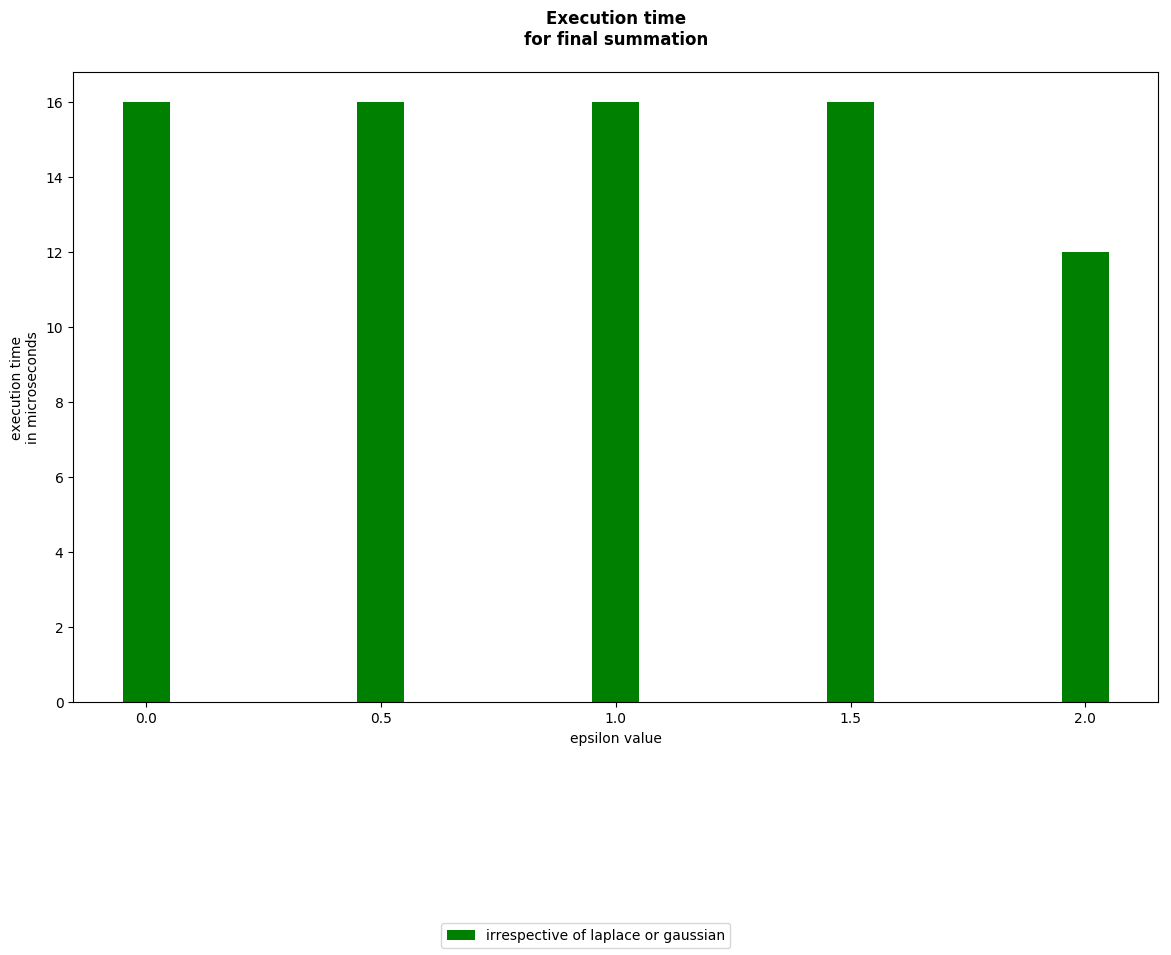 Execution time
for final summation
execution time
in microseconds
16
14
12
10
8
6
4
2
0
0.0 0.5 1.0 1.5 2.0
epsilon value
irrespective of laplace or gaussian